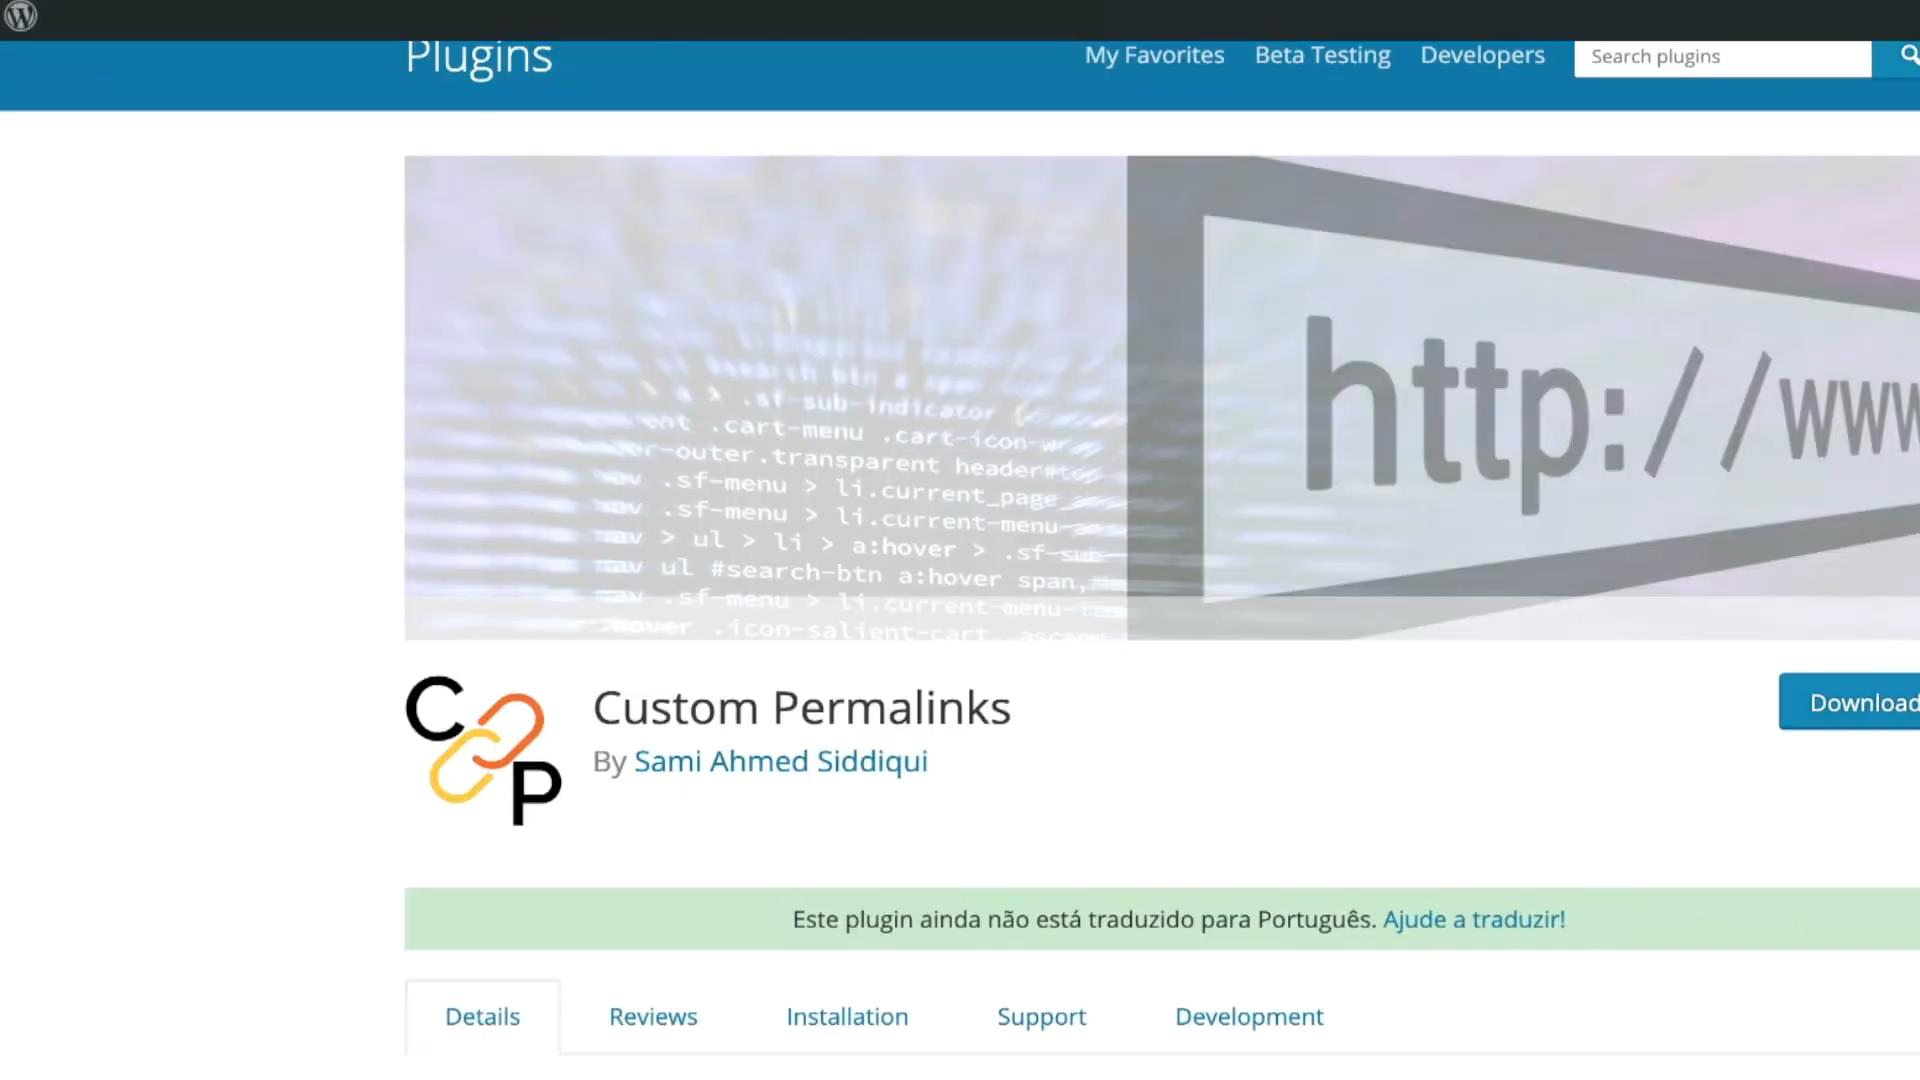 Plugins
My Favorites Beta Testing Developers Search plugins
http://www
.sf-sub-indicator {
.cart-menu .cart-icon-wr
-outer.transparent header#top
.sf-menu > li.current_page_
.sf-menu > li.current-menu-
> ul > li > a:hover > .sf-sub-
ul #search-btn a:hover span,
.sf-menu > li.current-menu-
.icon-salient-cart,
C P
Custom Permalinks
By Sami Ahmed Siddiqui
Download
Este plugin ainda não está traduzido para Português. Ajude a traduzir!
Details Reviews Installation Support Development